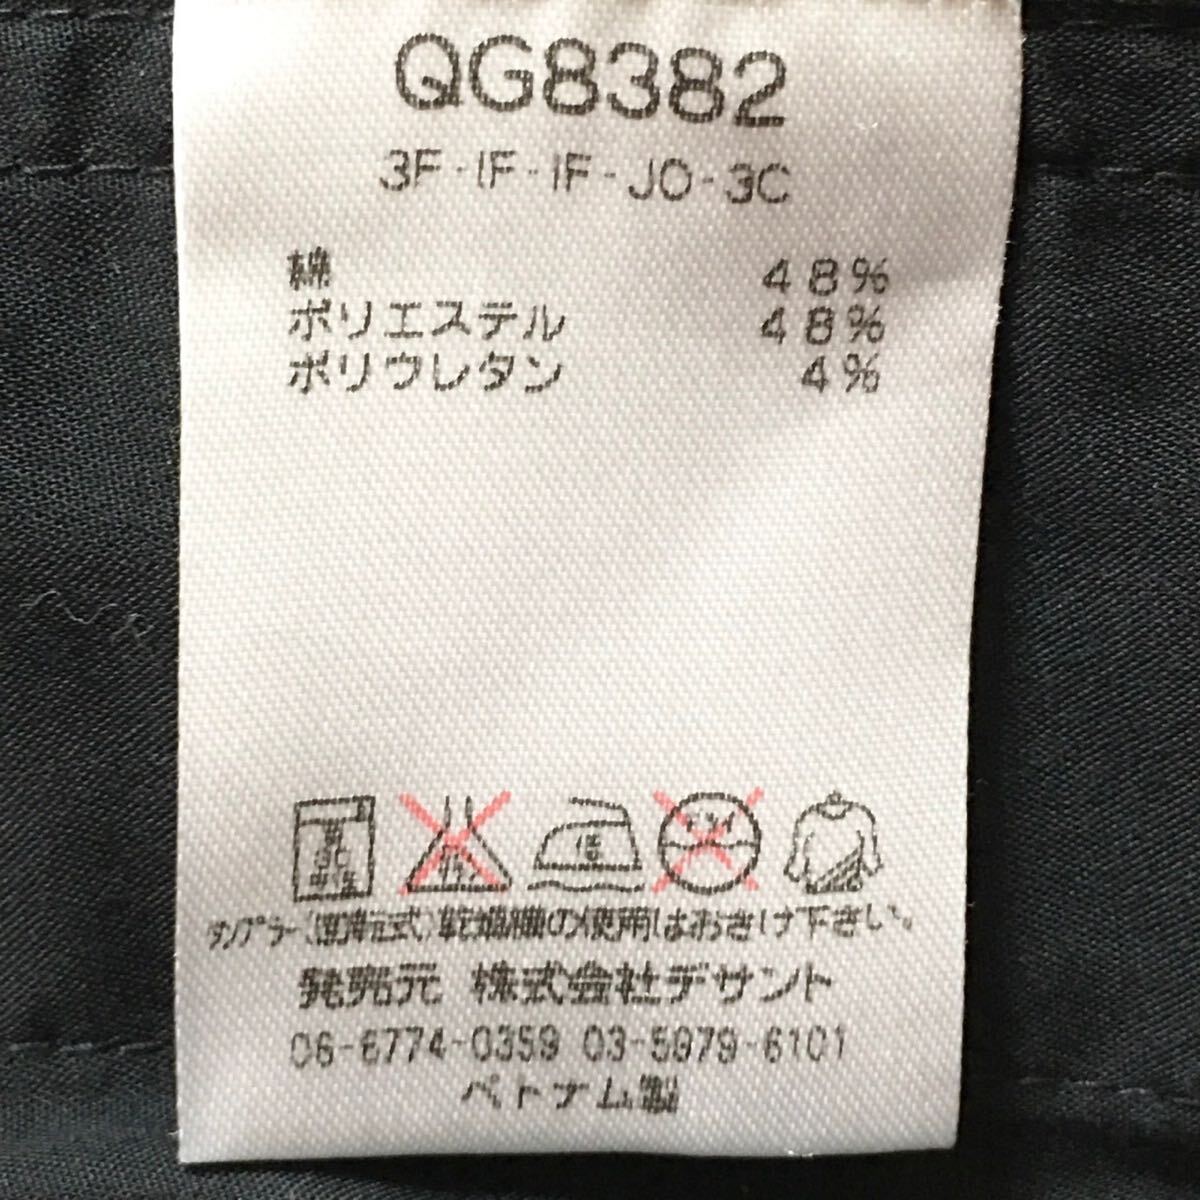 QG8382
3F-IF-IF-JO-3C
綿 48%
ポリエステル 48%
ポリウレタン 4%
タンブラー(回転式)乾燥機の使用はおさけ下さい。
発売元 株式会社デサント
06-6774-0359 03-5979-6101
ベトナム製